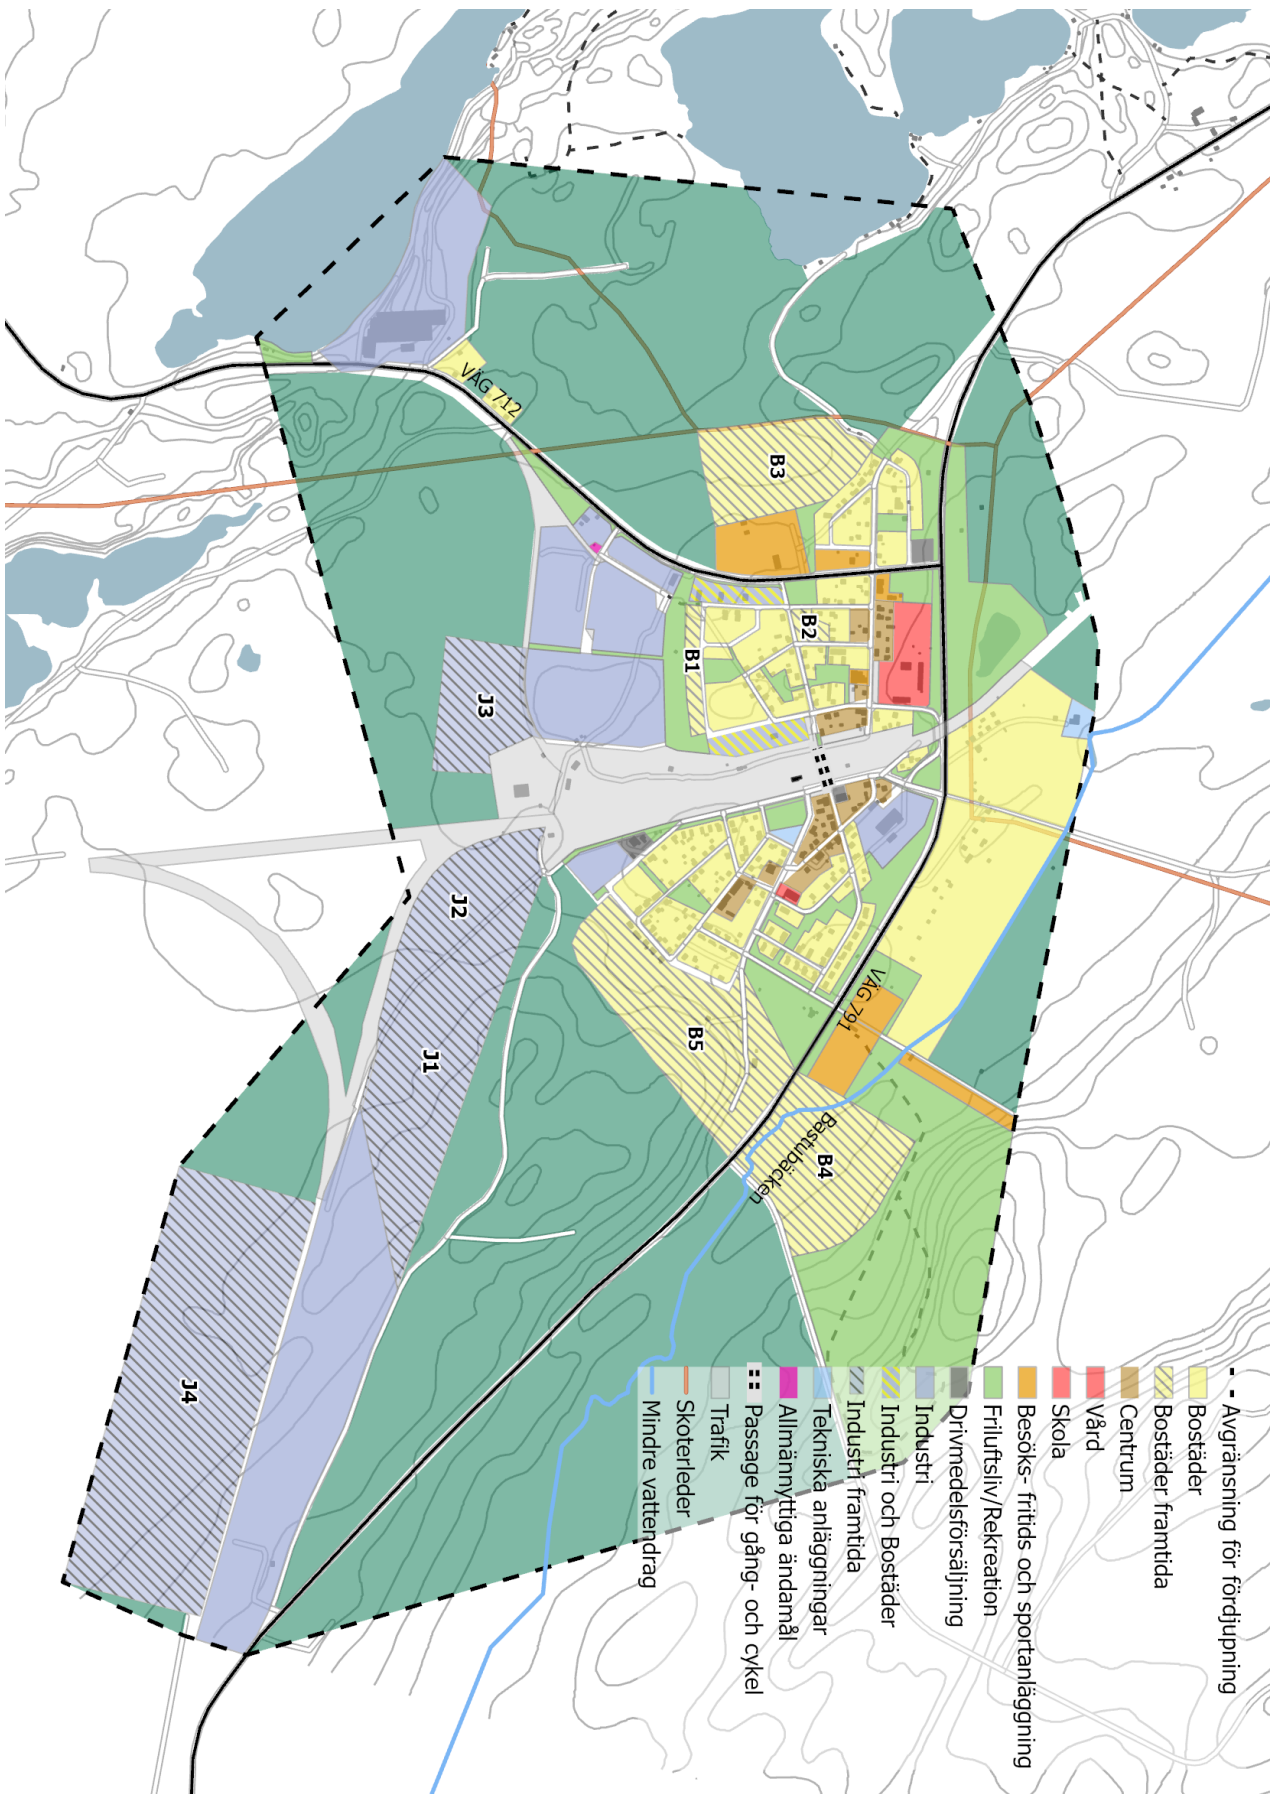 VÄG 712
B3
B2
B1
J3
J2
J1
B5
VÄG 791
Bastubäcken
B4
J4
Avgränsning för fördjupning
Bostäder
Bostäder framtida
Centrum
Vård
Skola
Besöks- fritids och sportanläggning
Friluftsliv/Rekreation
Drivmedelsförsäljning
Industri
Industri och Bostäder
Industri framtida
Tekniska anläggningar
Allmännyttiga ändamål
Passage för gång- och cykel
Trafik
Skoterleder
Mindre vattendrag